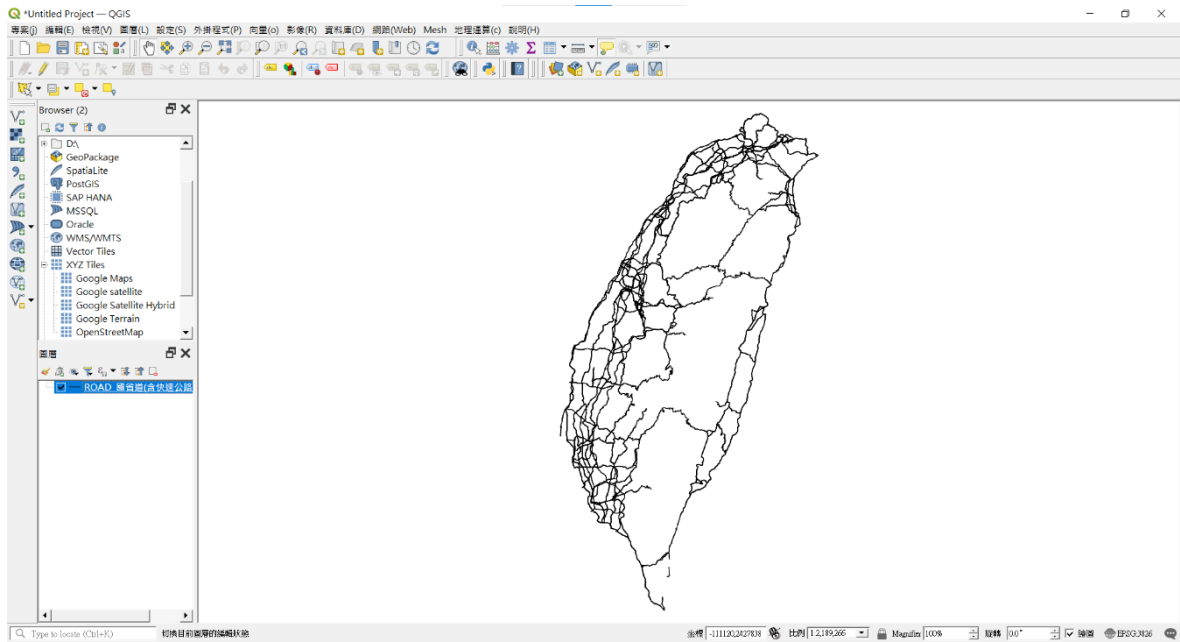 *Untitled Project — QGIS
專案(j) 編輯(E) 檢視(V) 圖層(L) 設定(S) 外掛程式(P) 向量(o) 影像(R) 資料庫(D) 網路(Web) Mesh 地理運算(c) 說明(H)
Browser (2)
D:\
GeoPackage
SpatiaLite
PostGIS
SAP HANA
MSSQL
Oracle
WMS/WMTS
Vector Tiles
XYZ Tiles
Google Maps
Google satellite
Google Satellite Hybrid
Google Terrain
OpenStreetMap
圖層
ROAD_線省道(含快速公路
Type to locate (Ctrl+K) 切換目前圖層的編輯狀態 坐標 -111120,2427838 比例 1:2,189,266 Magnifier 100% 旋轉 0.0° 繪圖 EPSG:3826